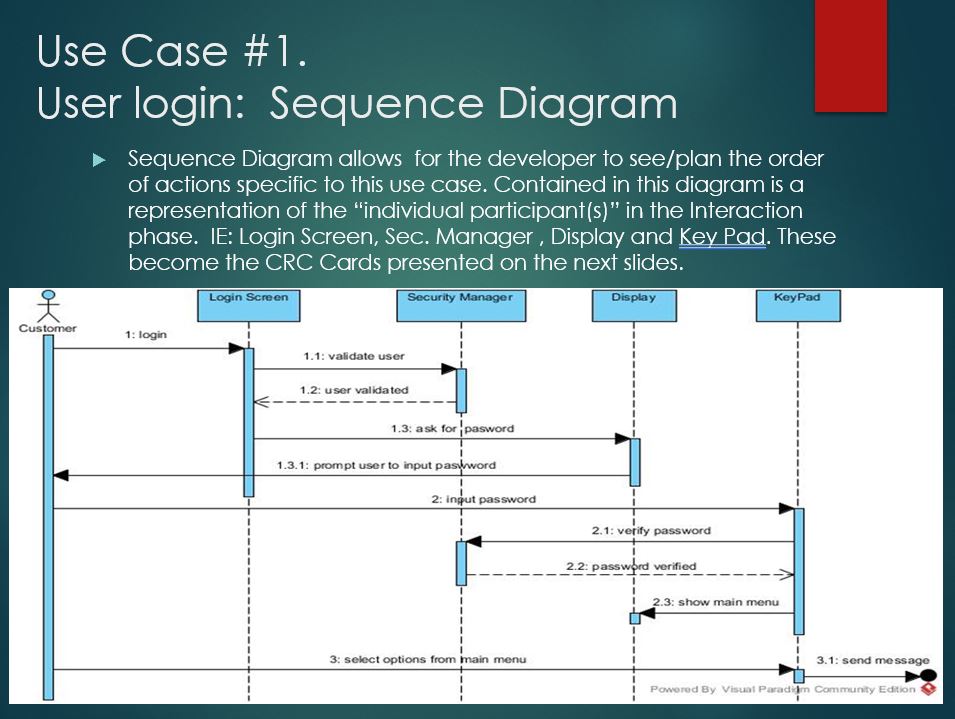 Use Case #1.
User login:  Sequence Diagram
Sequence Diagram allows  for the developer to see/plan the order
of actions specific to this use case. Contained in this diagram is a
representation of the “individual participant(s)” in the Interaction
phase.  IE: Login Screen, Sec. Manager , Display and Key Pad. These
become the CRC Cards presented on the next slides.
Customer
Login Screen
Security Manager
Display
KeyPad
1: login
1.1: validate user
1.2: user validated
1.3: ask for pasword
1.3.1: prompt user to input paswword
2: input password
2.1: verify password
2.2: password verified
2.3: show main menu
3: select options from main menu
3.1: send message
Powered By Visual Paradigm Community Edition